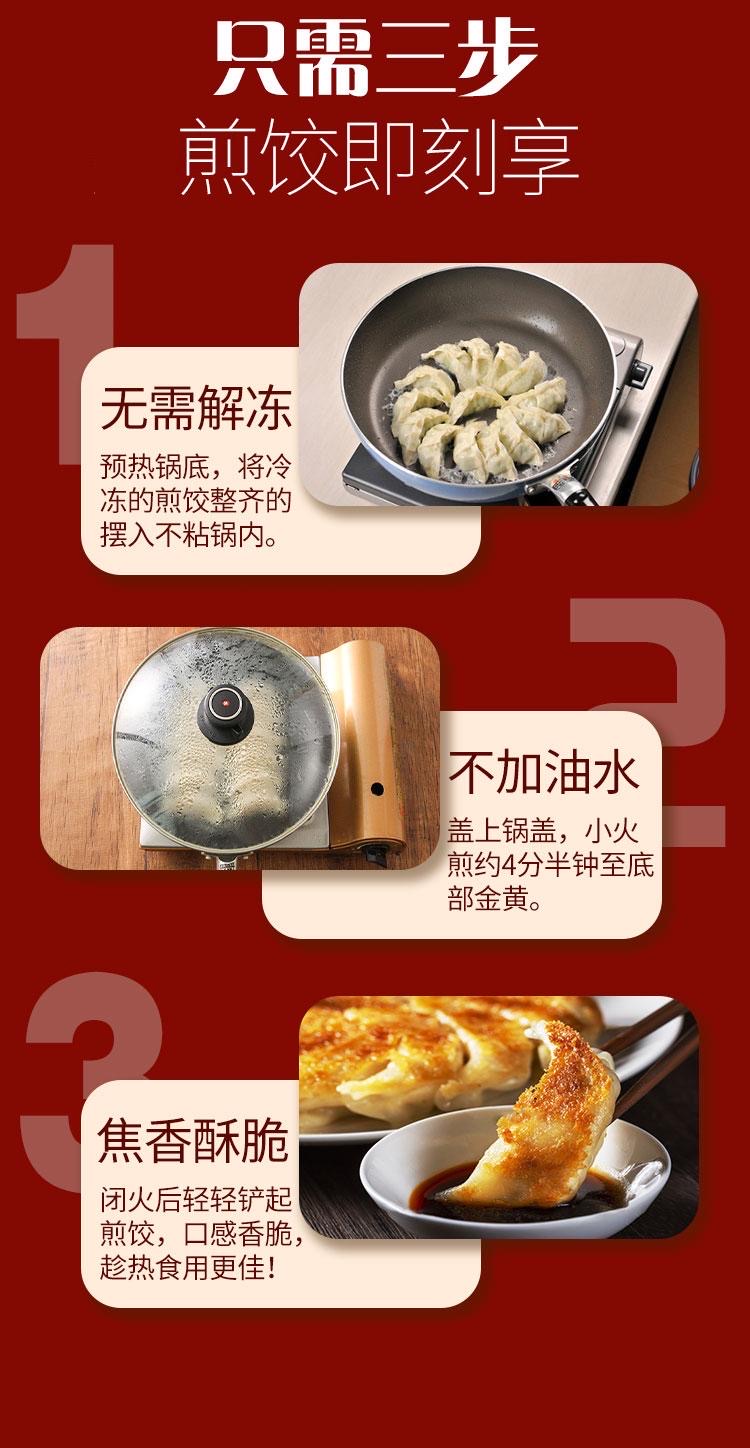 只需三步
煎饺即刻享
1
无需解冻
预热锅底，将冷
冻的煎饺整齐的
摆入不粘锅内。
2
不加油水
盖上锅盖，小火
煎约4分半钟至底
部金黄。
3
焦香酥脆
闭火后轻轻铲起
煎饺，口感香脆，
趁热食用更佳！